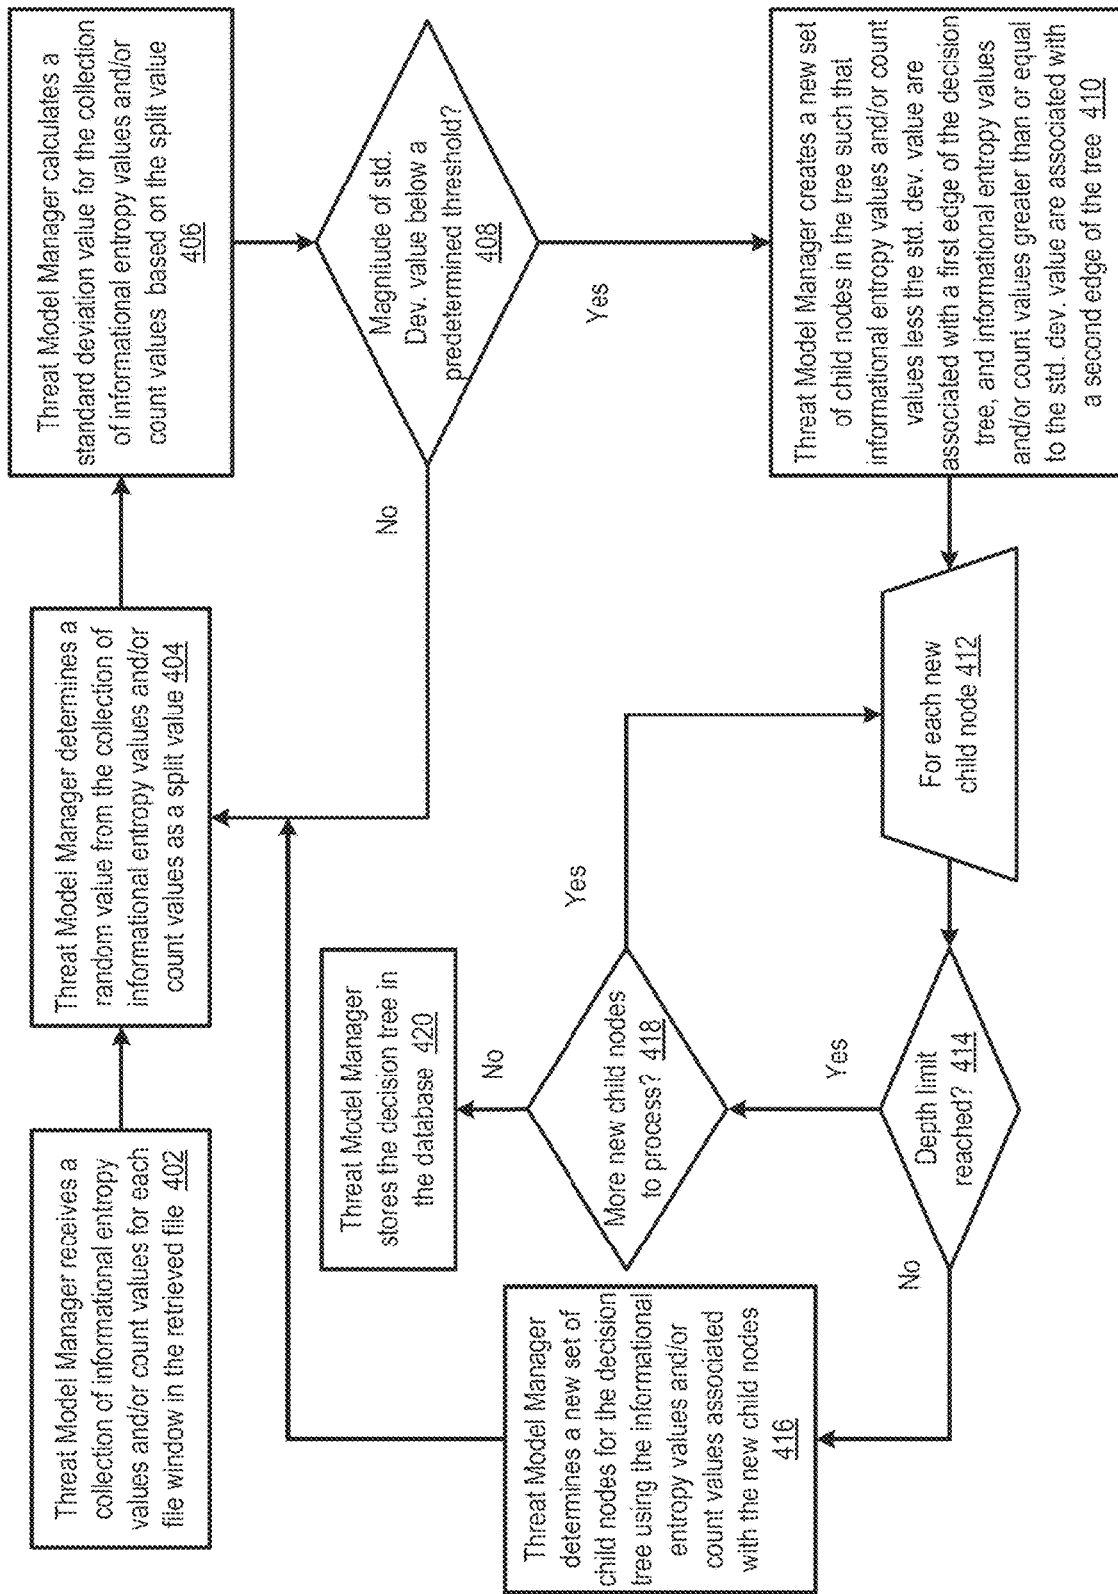 Threat Model Manager receives a
collection of informational entropy
values and/or count values for each
file window in the retrieved file 402
Threat Model Manager determines a
random value from the collection of
informational entropy values and/or
count values as a split value 404
Threat Model Manager calculates a
standard deviation value for the collection
of informational entropy values and/or
count values based on the split value
406
Magnitude of std.
Dev. value below a
predetermined threshold?
408
No
Yes
Threat Model Manager creates a new set
of child nodes in the tree such that
informational entropy values and/or count
values less the std. dev. value are
associated with a first edge of the decision
tree, and informational entropy values
and/or count values greater than or equal
to the std. dev. value are associated with
a second edge of the tree 410
For each new
child node 412
Depth limit
reached? 414
No
Yes
Threat Model Manager
determines a new set of
child nodes for the decision
tree using the informational
entropy values and/or
count values associated
with the new child nodes
416
More new child nodes
to process? 418
Yes
No
Threat Model Manager
stores the decision tree in
the database 420